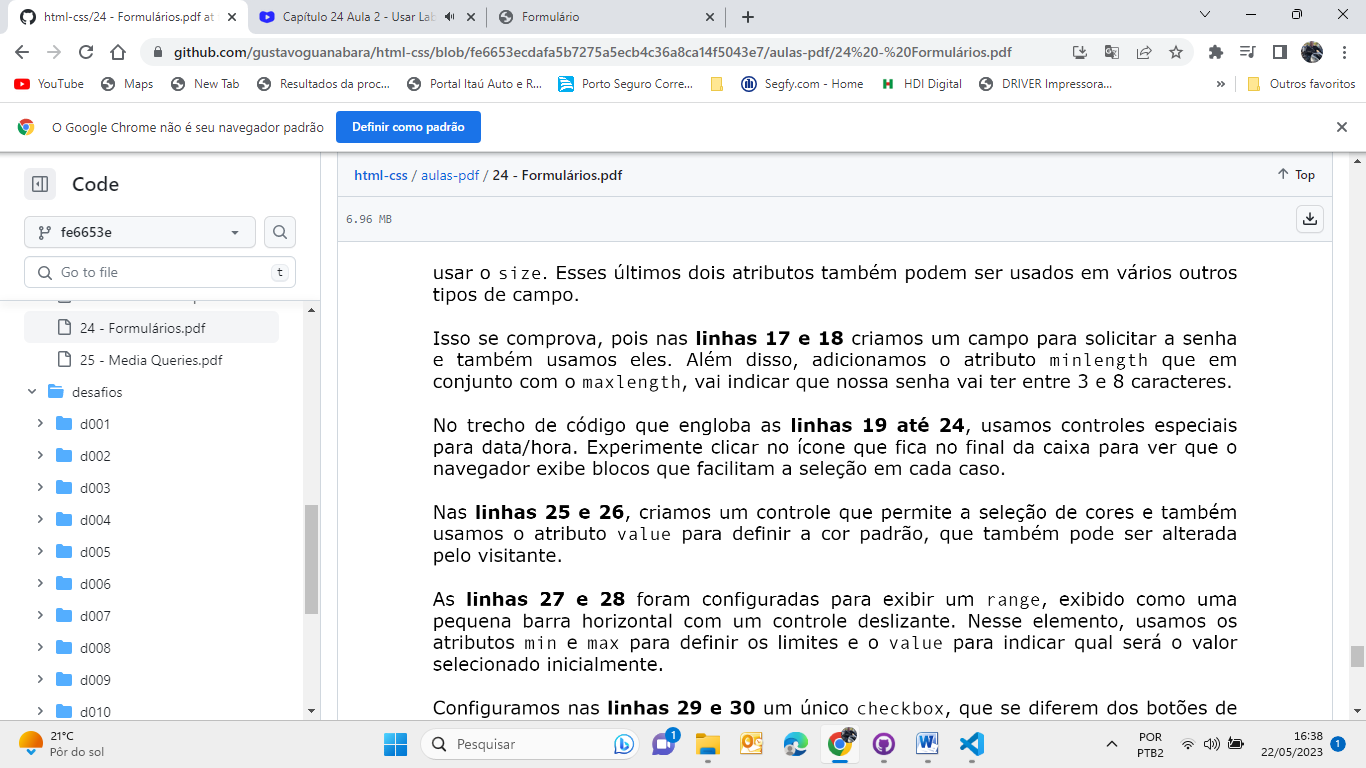 html-css/24 - Formulários.pdf at
Capítulo 24 Aula 2 - Usar Lab
Formulário
github.com/gustavoguanabara/html-css/blob/fe6653ecdafa5b7275a5ecb4c36a8ca14f5043e7/aulas-pdf/24%20-%20Formulários.pdf
YouTube
Maps
New Tab
Resultados da proc...
Portal Itaú Auto e R...
Porto Seguro Corre...
Segfy.com - Home
HDI Digital
DRIVER Impressora...
»
Outros favoritos
O Google Chrome não é seu navegador padrão
Definir como padrão
Code
html-css / aulas-pdf / 24 - Formulários.pdf
Top
fe6653e
6.96 MB
Go to file
t
24 - Formulários.pdf
25 - Media Queries.pdf
desafios
d001
d002
d003
d004
d005
d006
d007
d008
d009
d010
usar o size. Esses últimos dois atributos também podem ser usados em vários outros
tipos de campo.
Isso se comprova, pois nas linhas 17 e 18 criamos um campo para solicitar a senha
e também usamos eles. Além disso, adicionamos o atributo minlength que em
conjunto com o maxlength, vai indicar que nossa senha vai ter entre 3 e 8 caracteres.
No trecho de código que engloba as linhas 19 até 24, usamos controles especiais
para data/hora. Experimente clicar no ícone que fica no final da caixa para ver que o
navegador exibe blocos que facilitam a seleção em cada caso.
Nas linhas 25 e 26, criamos um controle que permite a seleção de cores e também
usamos o atributo value para definir a cor padrão, que também pode ser alterada
pelo visitante.
As linhas 27 e 28 foram configuradas para exibir um range, exibido como uma
pequena barra horizontal com um controle deslizante. Nesse elemento, usamos os
atributos min e max para definir os limites e o value para indicar qual será o valor
selecionado inicialmente.
Configuramos nas linhas 29 e 30 um único checkbox, que se diferem dos botões de
21°C
Pôr do sol
Pesquisar
1
POR
PTB2
16:38
22/05/2023
1